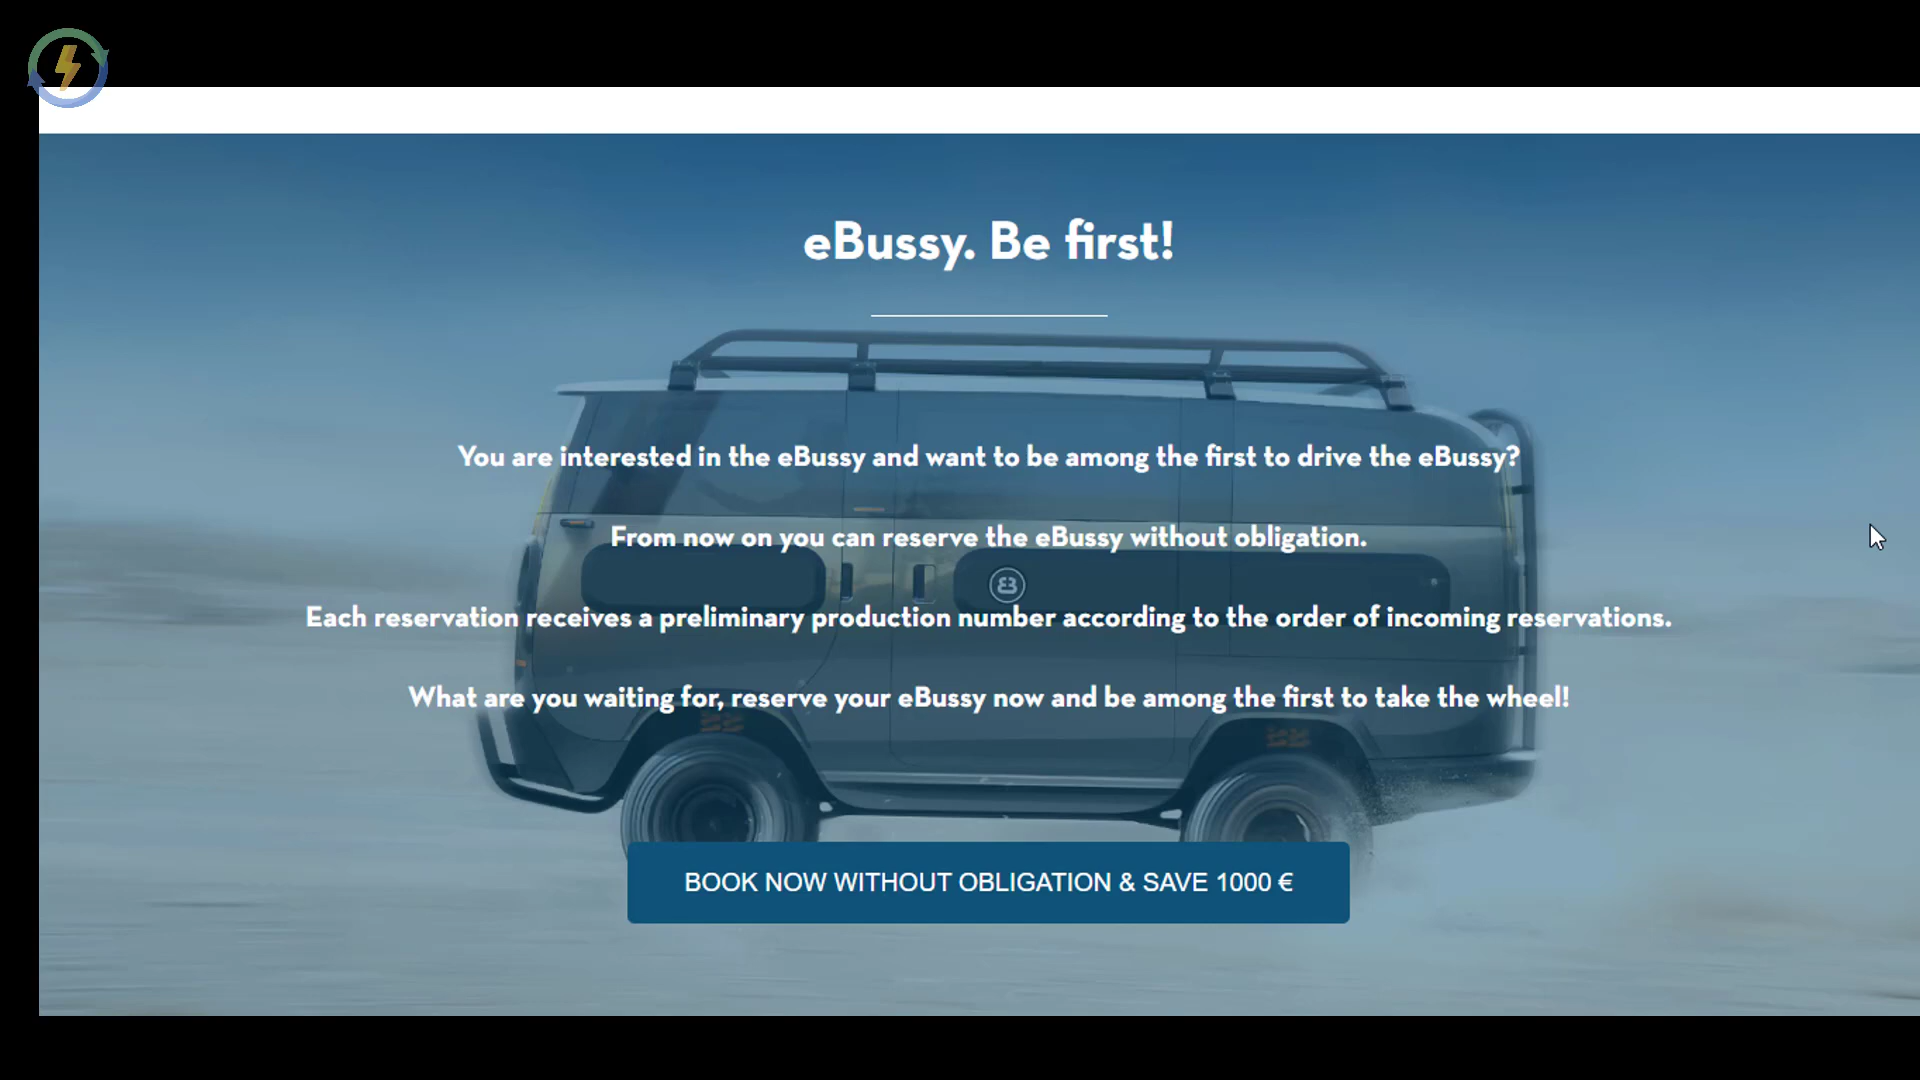 eBussy. Be first!
You are interested in the eBussy and want to be among the first to drive the eBussy?
From now on you can reserve the eBussy without obligation.
Each reservation receives a preliminary production number according to the order of incoming reservations.
What are you waiting for, reserve your eBussy now and be among the first to take the wheel!
BOOK NOW WITHOUT OBLIGATION & SAVE 1000 €